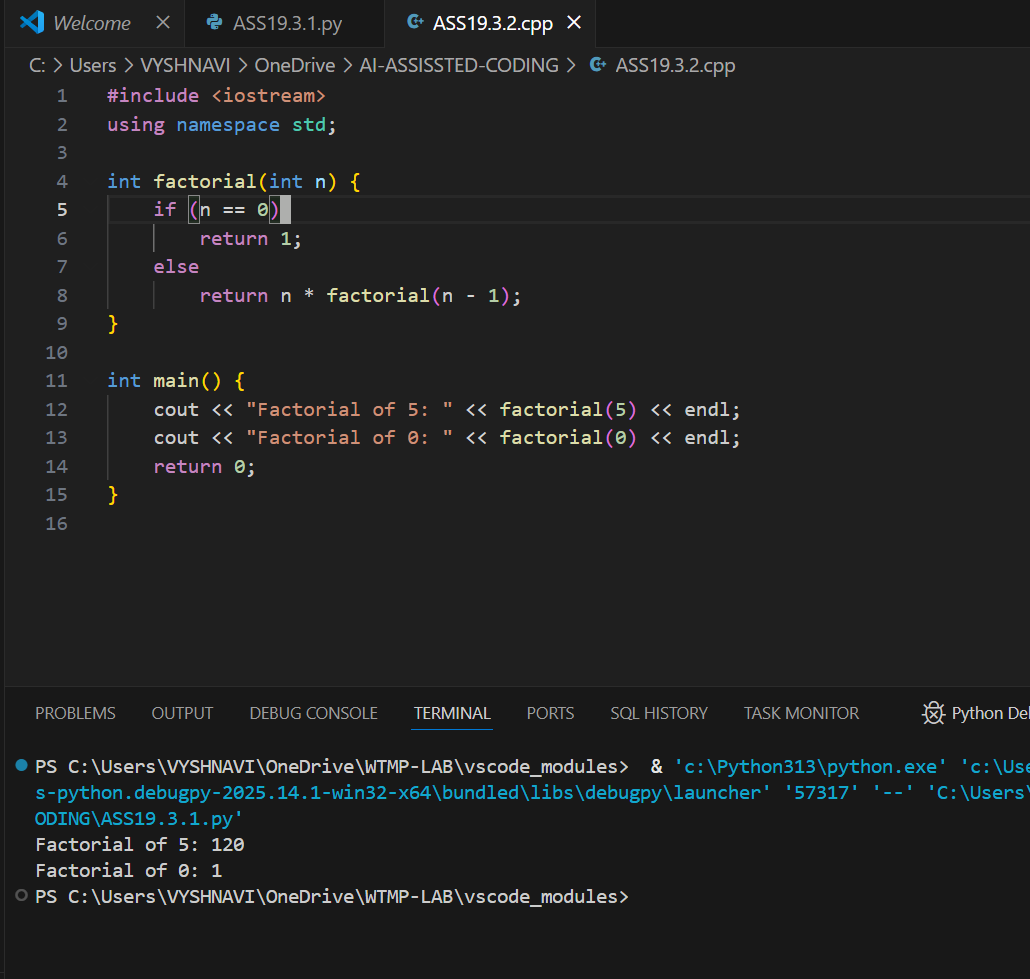 Welcome ASS19.3.1.py ASS19.3.2.cpp
C: > Users > VYSHNAVI > OneDrive > AI-ASSISSTED-CODING > ASS19.3.2.cpp
1 #include <iostream>
2 using namespace std;
3
4 int factorial(int n) {
5     if (n == 0)
6         return 1;
7     else
8         return n * factorial(n - 1);
9 }
10
11 int main() {
12     cout << "Factorial of 5: " << factorial(5) << endl;
13     cout << "Factorial of 0: " << factorial(0) << endl;
14     return 0;
15 }
16
PROBLEMS OUTPUT DEBUG CONSOLE TERMINAL PORTS SQL HISTORY TASK MONITOR Python De
PS C:\Users\VYSHNAVI\OneDrive\WTMP-LAB\vscode_modules>  & 'c:\Python313\python.exe' 'c:\Use
s-python.debugpy-2025.14.1-win32-x64\bundled\libs\debugpy\launcher' '57317' '--' 'C:\Users\
ODING\ASS19.3.1.py'
Factorial of 5: 120
Factorial of 0: 1
PS C:\Users\VYSHNAVI\OneDrive\WTMP-LAB\vscode_modules>